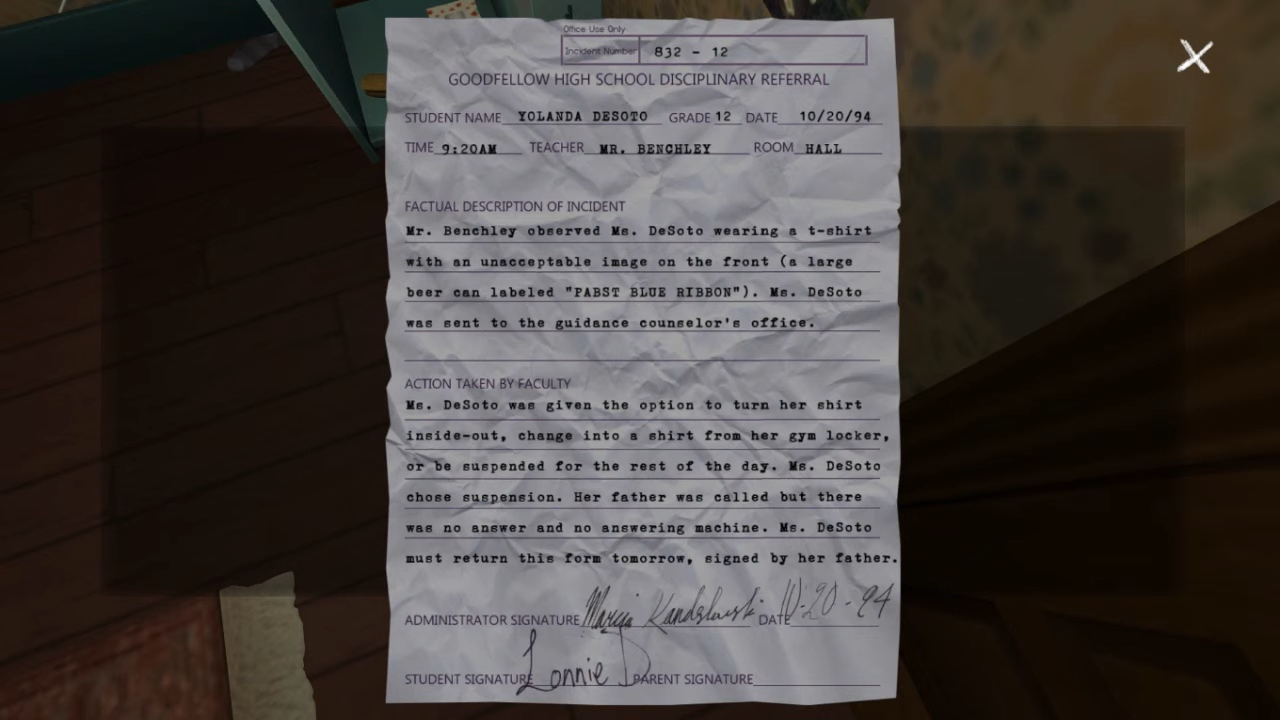 Office Use Only
Incident Number 832 - 12
GOODFELLOW HIGH SCHOOL DISCIPLINARY REFERRAL
STUDENT NAME YOLANDA DESOTO GRADE 12 DATE 10/20/94
TIME 9:20AM TEACHER MR. BENCHLEY ROOM HALL
FACTUAL DESCRIPTION OF INCIDENT
Mr. Benchley observed Ms. DeSoto wearing a t-shirt
with an unacceptable image on the front (a large
beer can labeled "PABST BLUE RIBBON"). Ms. DeSoto
was sent to the guidance counselor's office.
ACTION TAKEN BY FACULTY
Ms. DeSoto was given the option to turn her shirt
inside-out, change into a shirt from her gym locker,
or be suspended for the rest of the day. Ms. DeSoto
chose suspension. Her father was called but there
was no answer and no answering machine. Ms. DeSoto
must return this form tomorrow, signed by her father.
ADMINISTRATOR SIGNATURE DATE 10-20-94
STUDENT SIGNATURE Lonnie D PARENT SIGNATURE